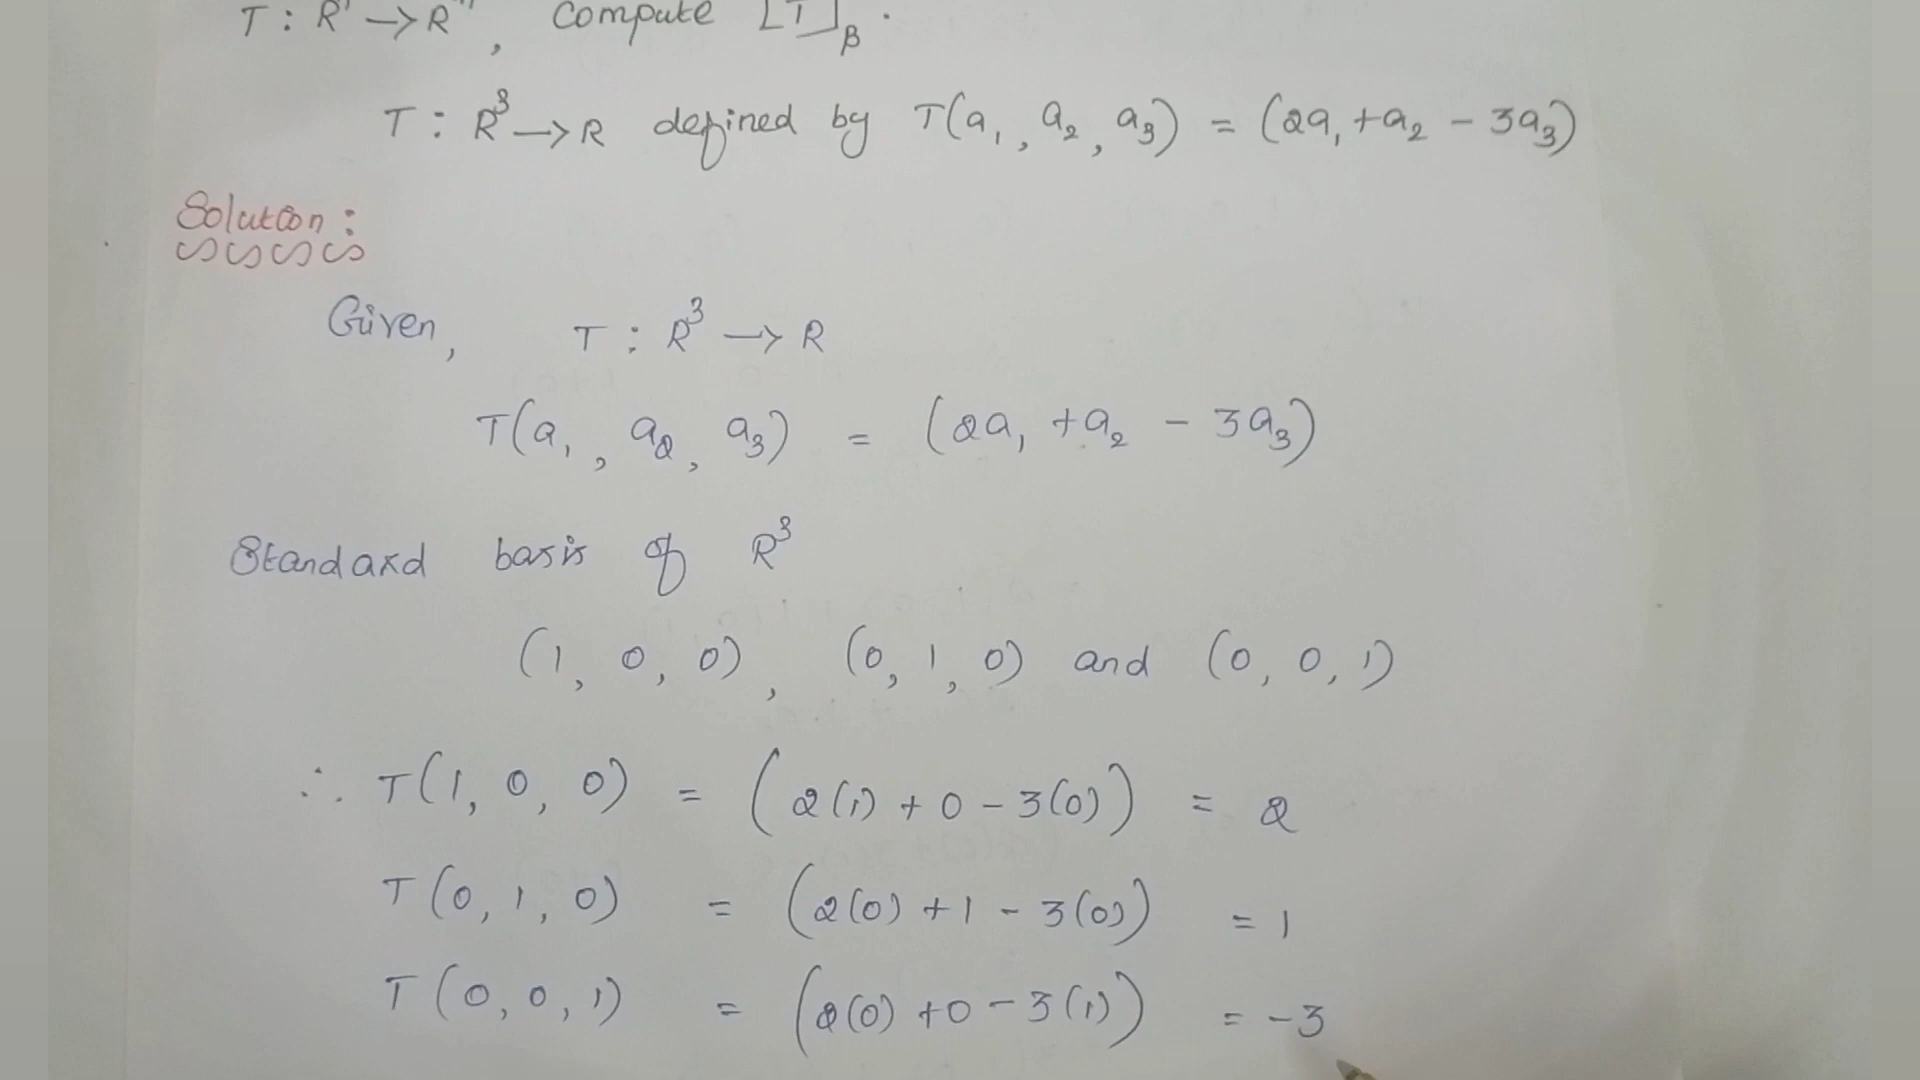 T : Rⁿ → Rᵐ, Compute [T]β.
T : R³ → R defined by T(a₁, a₂, a₃) = (2a₁ + a₂ - 3a₃)
Solution:
Given, T : R³ → R
T(a₁, a₂, a₃) = (2a₁ + a₂ - 3a₃)
Standard basis of R³
(1, 0, 0), (0, 1, 0) and (0, 0, 1)
∴ T(1, 0, 0) = (2(1) + 0 - 3(0)) = 2
T(0, 1, 0) = (2(0) + 1 - 3(0)) = 1
T(0, 0, 1) = (2(0) + 0 - 3(1)) = -3